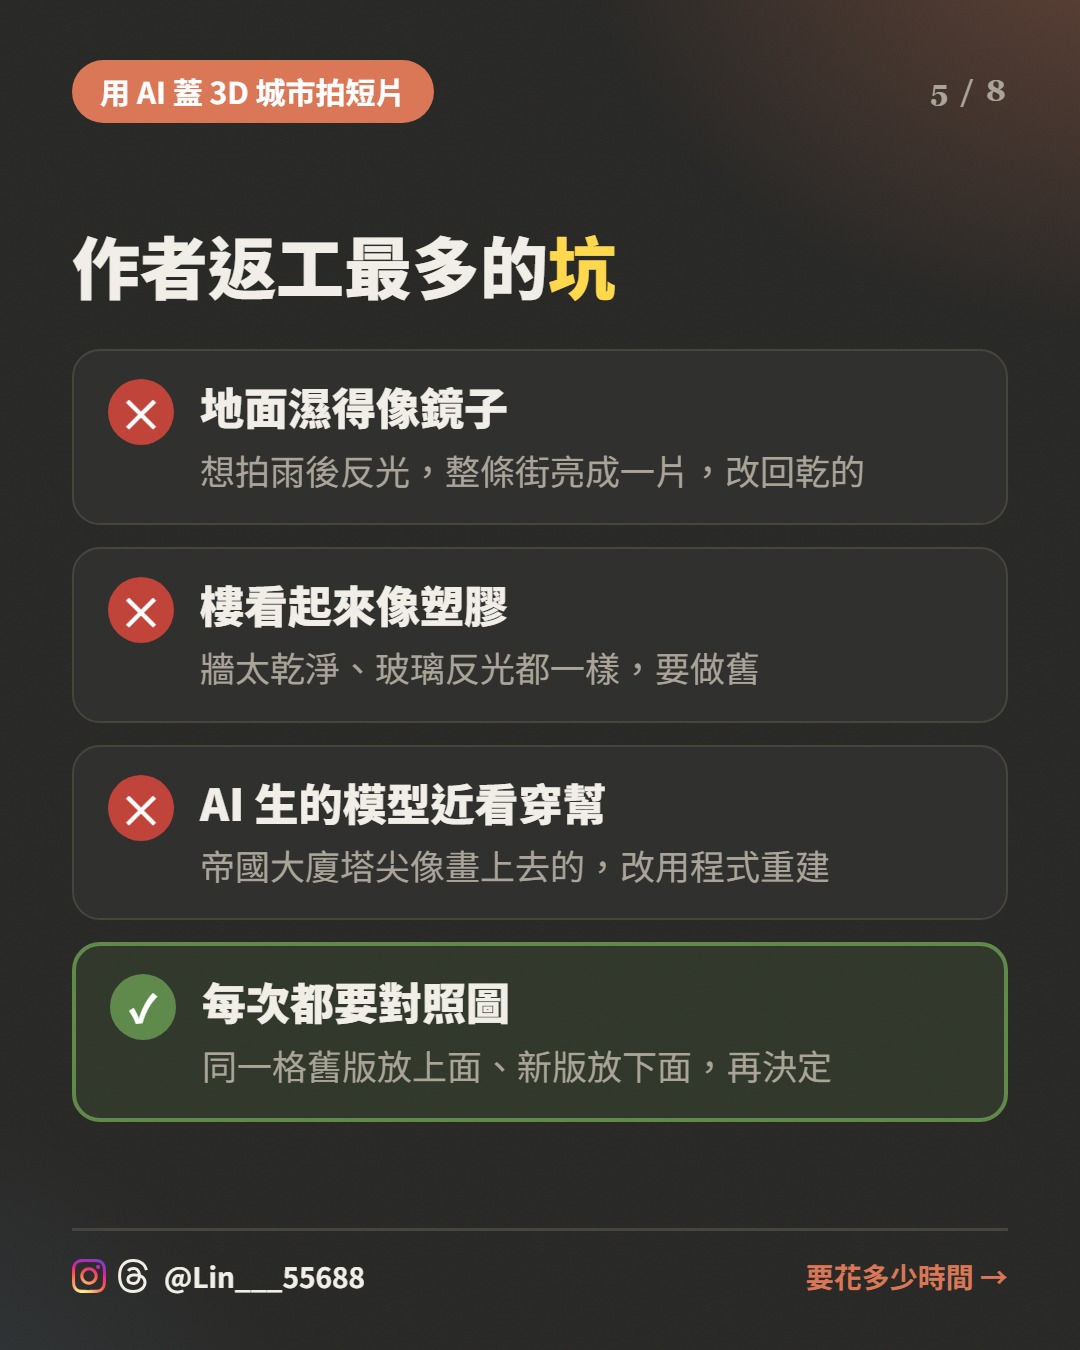 用 AI 蓋 3D 城市拍短片
5 / 8
作者返工最多的坑
地面濕得像鏡子
想拍雨後反光，整條街亮成一片，改回乾的
樓看起來像塑膠
牆太乾淨、玻璃反光都一樣，要做舊
AI 生的模型近看穿幫
帝國大廈塔尖像畫上去的，改用程式重建
每次都要對照圖
同一格舊版放上面、新版放下面，再決定
@Lin___55688
要花多少時間 →